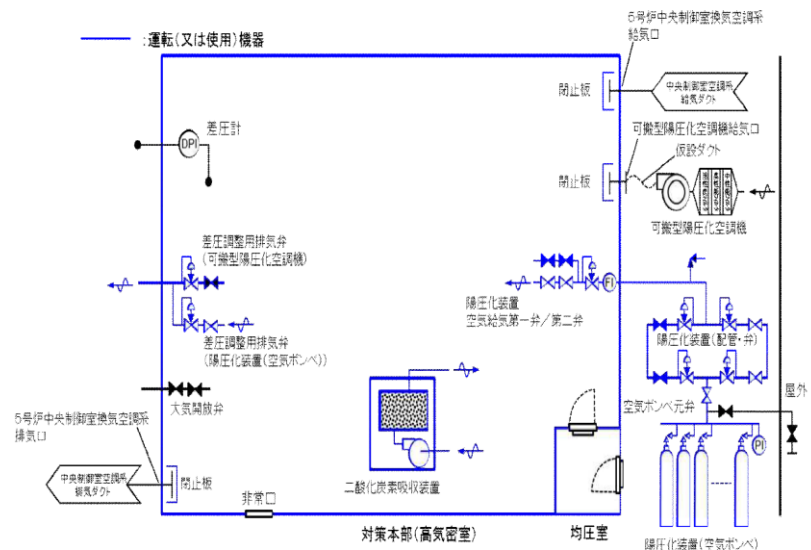 :運転(又は使用)機器
5号炉中央制御室換気空調系
給気口
閉止板
中央制御室空調系
給気ダクト
差圧計
DPI
可搬型陽圧化空調機給気口
仮設ダクト
閉止板
可搬型陽圧化空調機
差圧調整用排気弁
(可搬型陽圧化空調機)
FI
陽圧化装置
空気給気第一弁/第二弁
差圧調整用排気弁
(陽圧化装置(空気ボンベ))
陽圧化装置(配管・弁)
大気開放弁
空気ボンベ元弁
屋外
5号炉中央制御室換気空調系
排気口
PI
中央制御室空調系
排気ダクト
閉止板
二酸化炭素吸収装置
非常口
対策本部(高気密室)
均圧室
陽圧化装置(空気ボンベ)